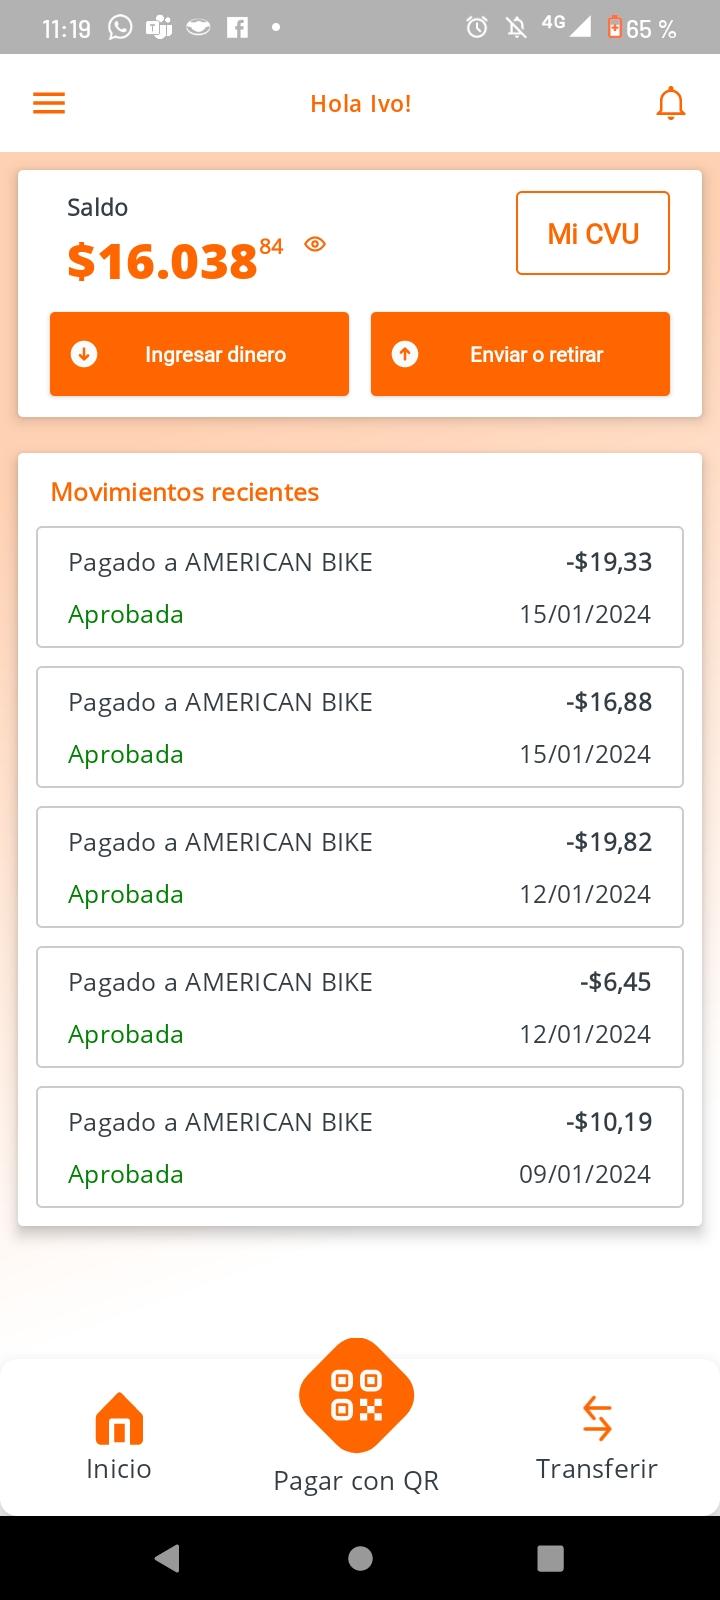 11:19 4G 65 %
Hola Ivo!
Saldo
$16.038 84
Mi CVU
Ingresar dinero
Enviar o retirar
Movimientos recientes
Pagado a AMERICAN BIKE -$19,33
Aprobada 15/01/2024
Pagado a AMERICAN BIKE -$16,88
Aprobada 15/01/2024
Pagado a AMERICAN BIKE -$19,82
Aprobada 12/01/2024
Pagado a AMERICAN BIKE -$6,45
Aprobada 12/01/2024
Pagado a AMERICAN BIKE -$10,19
Aprobada 09/01/2024
Inicio
Pagar con QR
Transferir